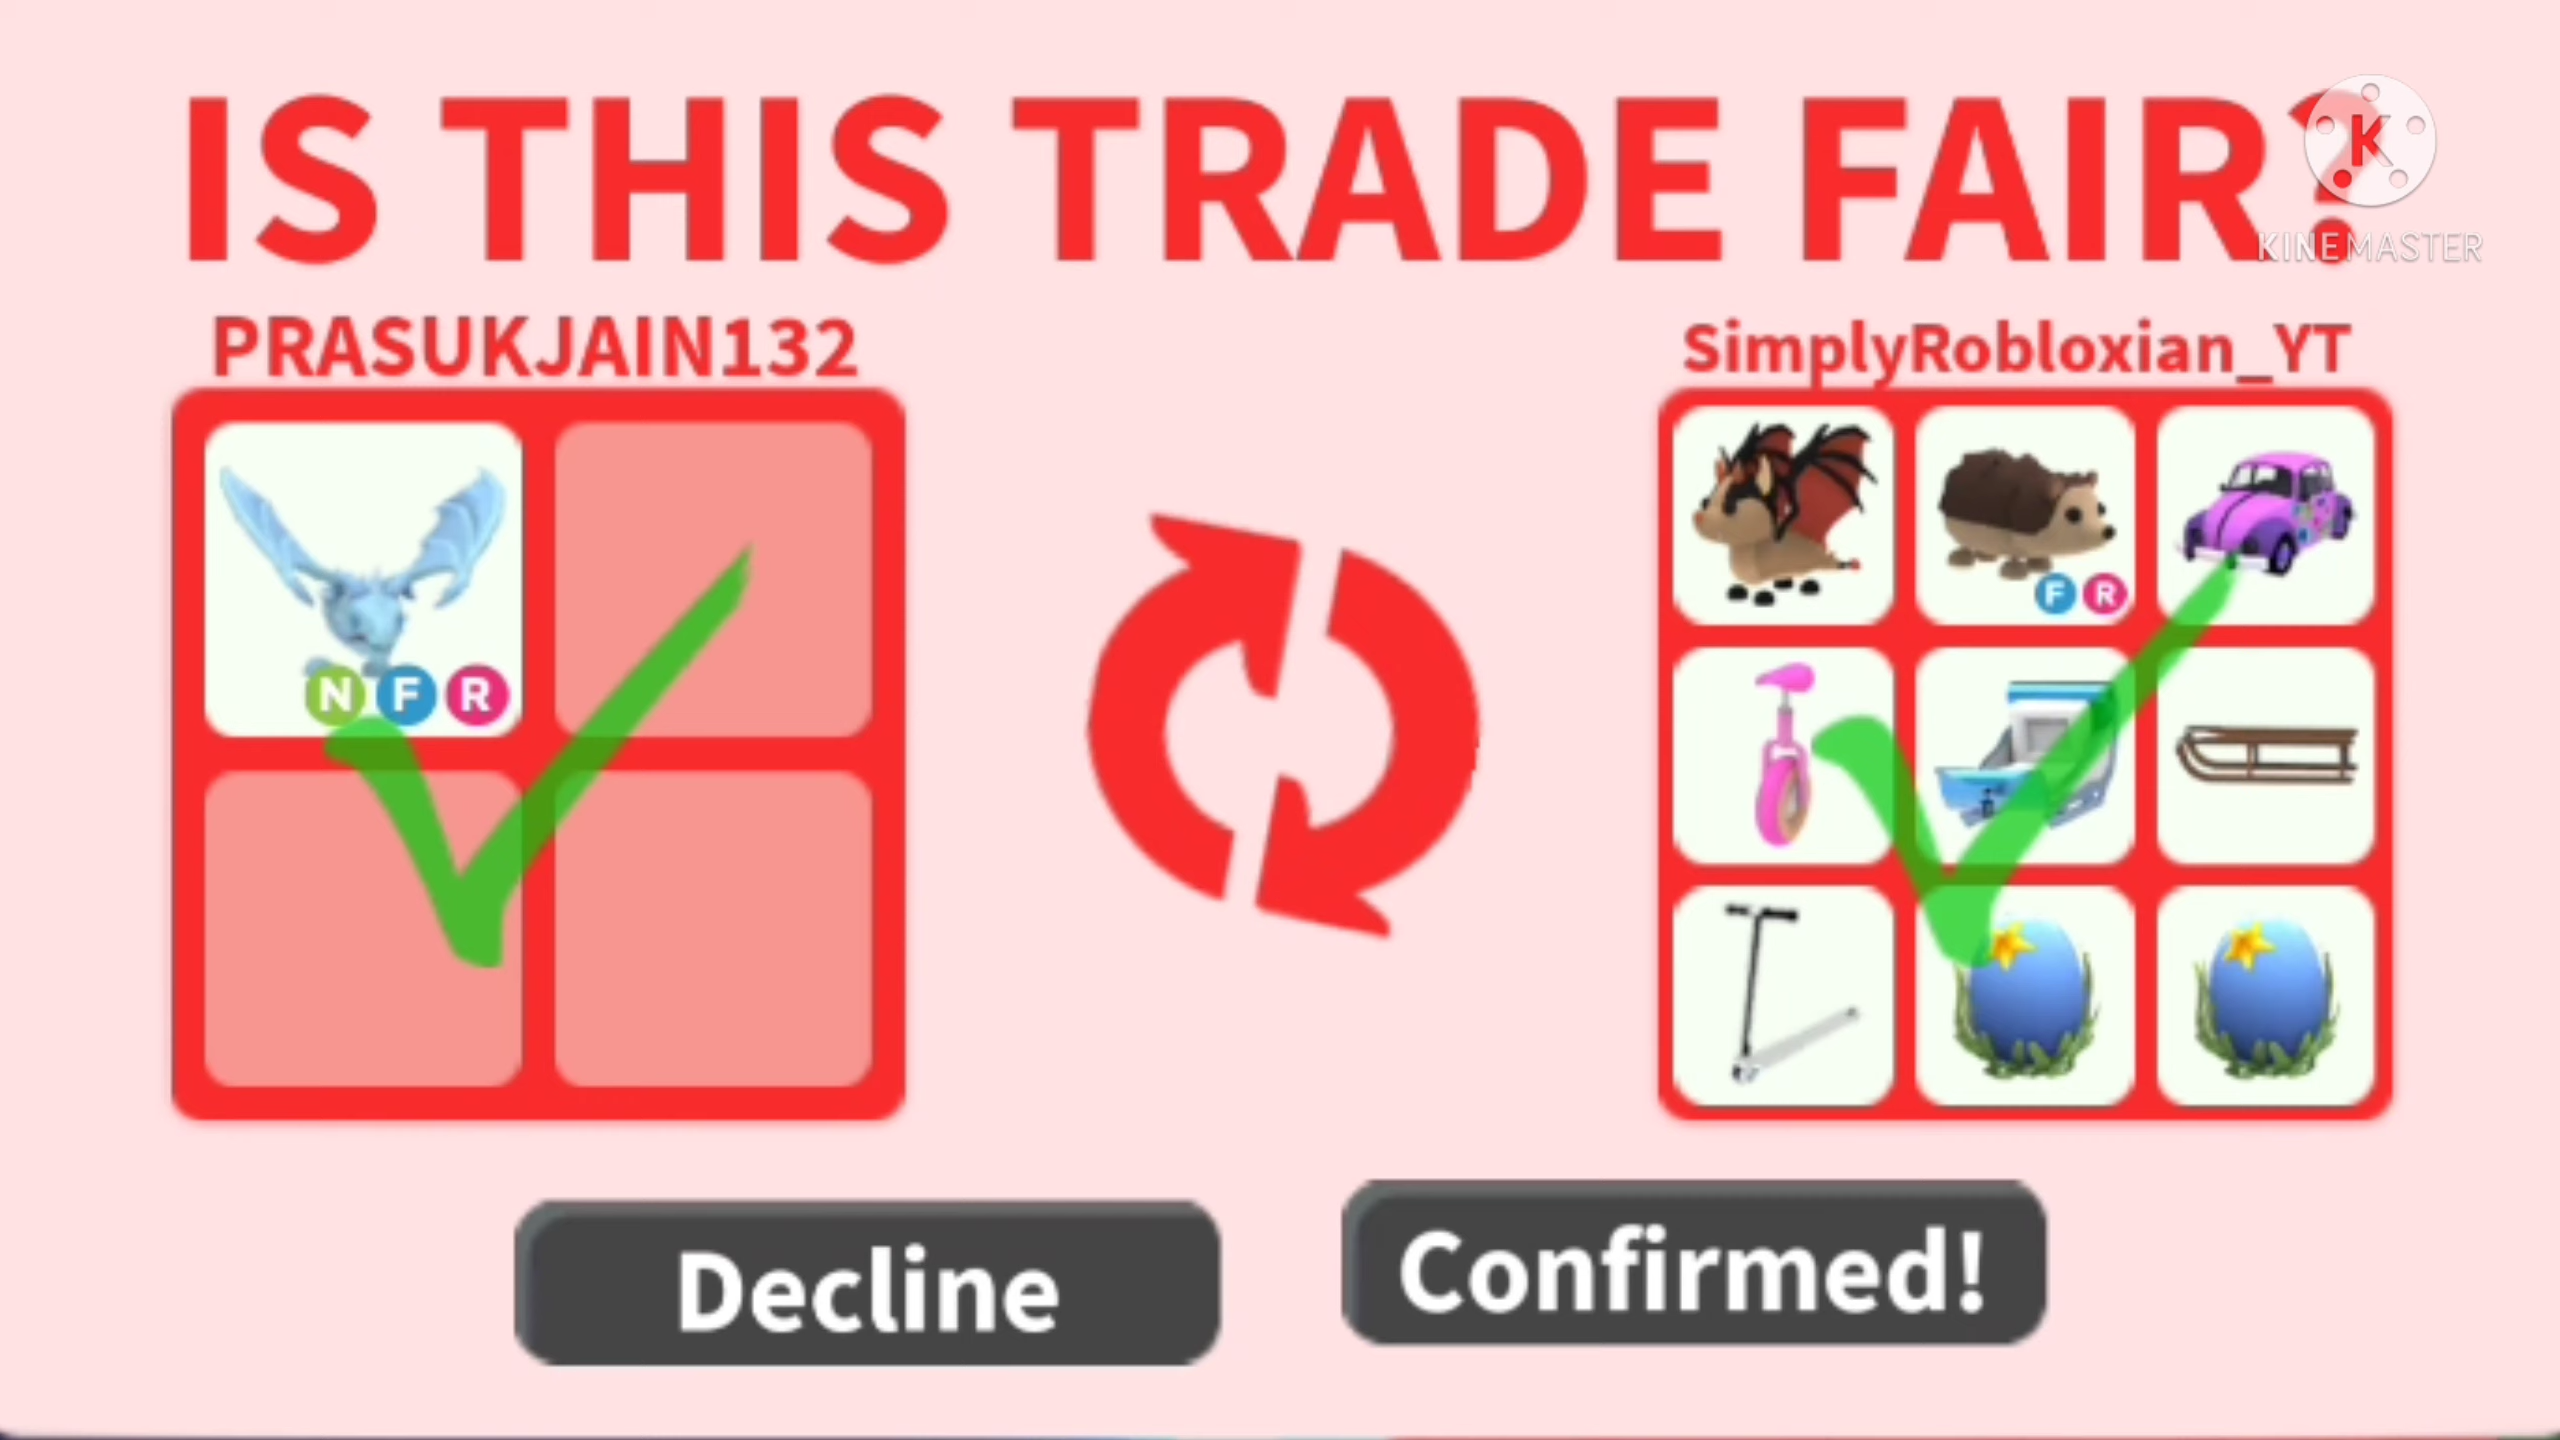 IS THIS TRADE FAIR?
K
KINEMASTER
PRASUKJAIN132
SimplyRobloxian_YT
F R
N F R
Decline
Confirmed!